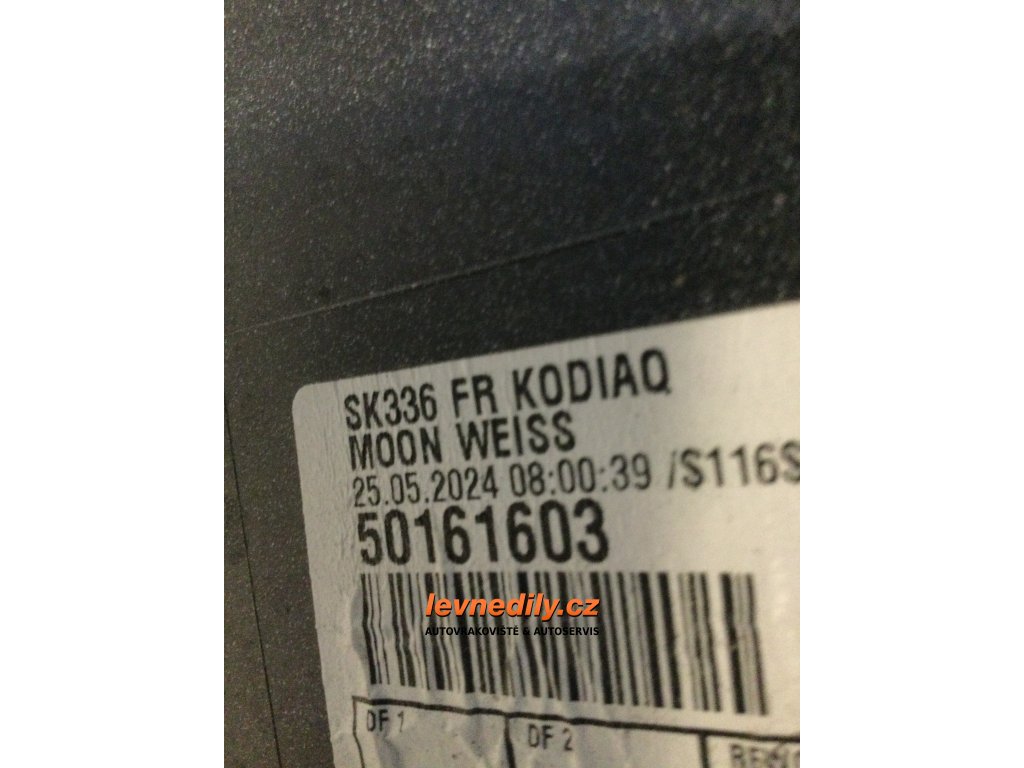 SK336 FR KODIAQ
MOON WEISS
25.05.2024 08:00:39 /S116S
50161603
levnedily.cz
AUTOVRAKOVIŠTĚ & AUTOSERVIS
DF 1
DF 2